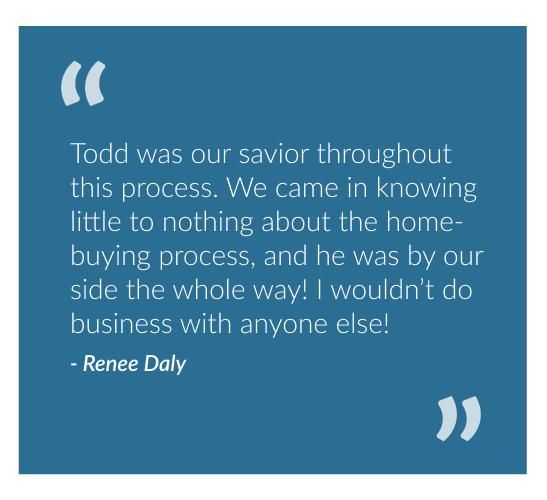 “
Todd was our savior throughout
this process. We came in knowing
little to nothing about the home-
buying process, and he was by our
side the whole way! I wouldn’t do
business with anyone else!
- Renee Daly
”